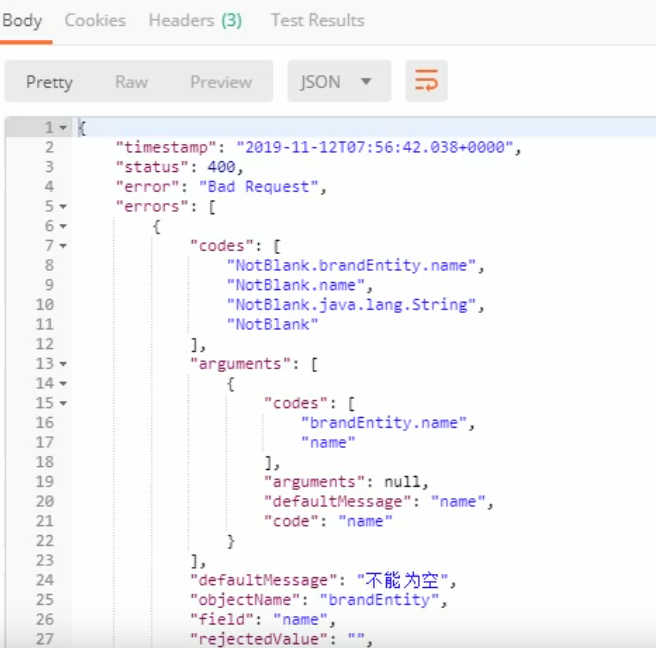 Body Cookies Headers (3) Test Results
Pretty Raw Preview JSON
1 {
2 "timestamp": "2019-11-12T07:56:42.038+0000",
3 "status": 400,
4 "error": "Bad Request",
5 "errors": [
6 {
7 "codes": [
8 "NotBlank.brandEntity.name",
9 "NotBlank.name",
10 "NotBlank.java.lang.String",
11 "NotBlank"
12 ],
13 "arguments": [
14 {
15 "codes": [
16 "brandEntity.name",
17 "name"
18 ],
19 "arguments": null,
20 "defaultMessage": "name",
21 "code": "name"
22 }
23 ],
24 "defaultMessage": "不能为空",
25 "objectName": "brandEntity",
26 "field": "name",
27 "rejectedValue": "",